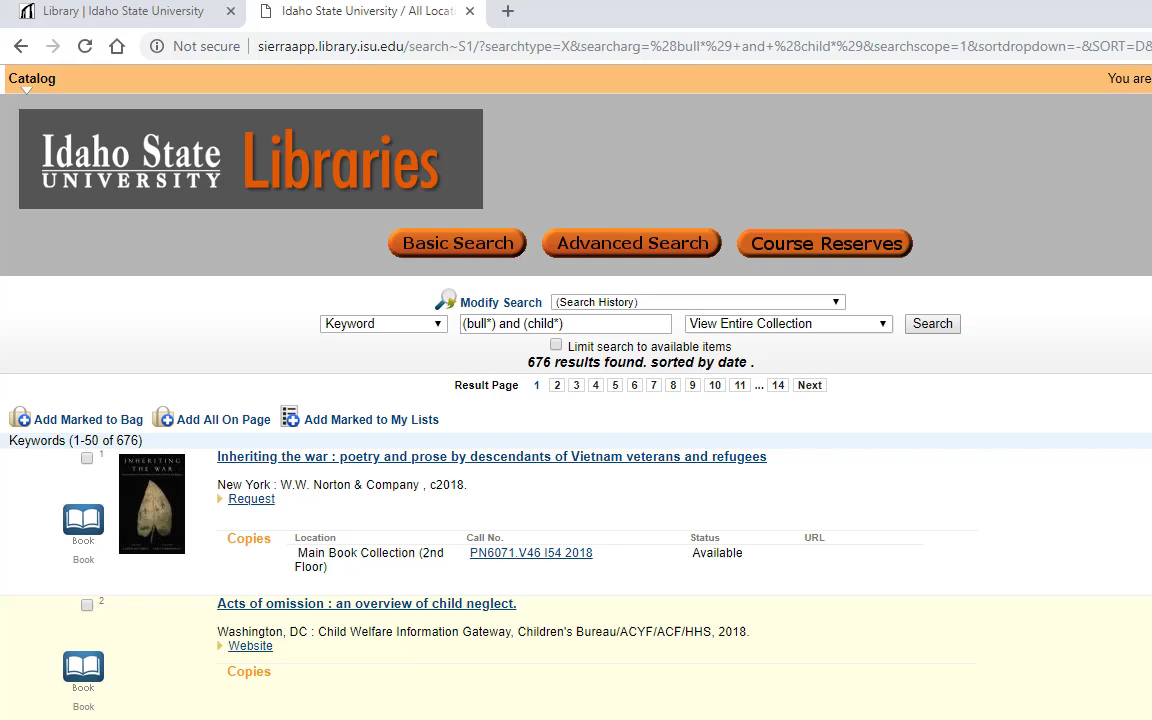 Library | Idaho State University
Idaho State University / All Locat
Not secure
sierraapp.library.isu.edu/search~S1/?searchtype=X&searcharg=%28bull*%29+and+%28child*%29&searchscope=1&sortdropdown=-&SORT=D&
Catalog
You are
Idaho State
UNIVERSITY
Libraries
Basic Search
Advanced Search
Course Reserves
Modify Search
(Search History)
Keyword
(bull*) and (child*)
View Entire Collection
Search
Limit search to available items
676 results found. sorted by date .
Result Page 1 2 3 4 5 6 7 8 9 10 11 ... 14 Next
Add Marked to Bag
Add All On Page
Add Marked to My Lists
Keywords (1-50 of 676)
1
INHERITING
THE WAR
Inheriting the war : poetry and prose by descendants of Vietnam veterans and refugees
New York : W.W. Norton & Company , c2018.
Request
Book
Book
Copies
Location Call No. Status URL
Main Book Collection (2nd PN6071.V46 I54 2018 Available
Floor)
2
Acts of omission : an overview of child neglect.
Washington, DC : Child Welfare Information Gateway, Children's Bureau/ACYF/ACF/HHS, 2018.
Website
Copies
Book
Book